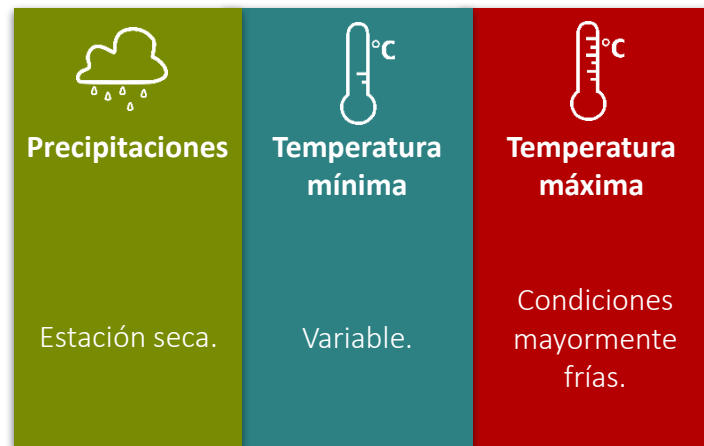 °C
°C
Precipitaciones
Temperatura
mínima
Temperatura
máxima
Estación seca.
Variable.
Condiciones
mayormente
frías.